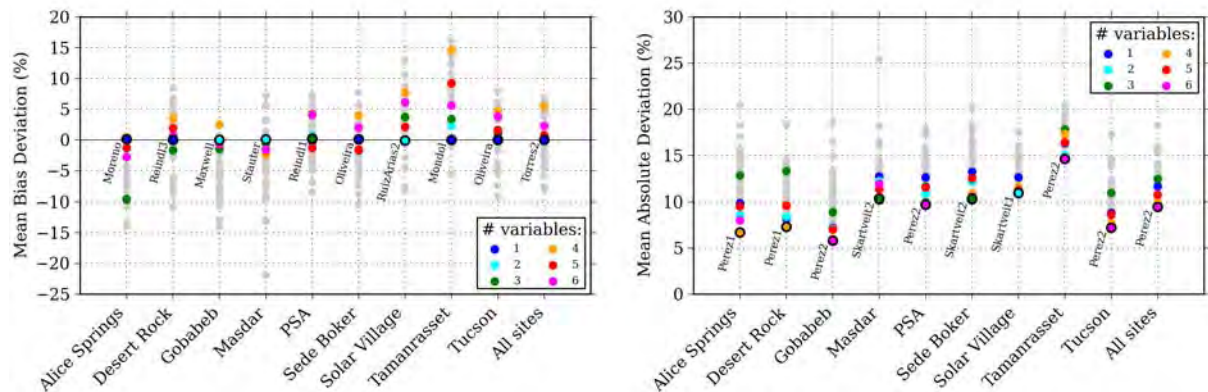 Mean Bias Deviation (%)
20
15
10
5
0
−5
−10
−15
−20
−25
Moreno
Reindl3
Maxwell
Stauter
Reindl1
Oliveira
RuizArias2
Mondol
Oliveira
Torres2
# variables:
1 4
2 5
3 6
Alice Springs
Desert Rock
Gobabeb
Masdar
PSA
Sede Boker
Solar Village
Tamanrasset
Tucson
All sites
Mean Absolute Deviation (%)
30
25
20
15
10
5
0
# variables:
1 4
2 5
3 6
Perez1
Perez1
Perez2
Skartveit2
Perez2
Skartveit2
Skartveit1
Perez2
Perez2
Perez2
Alice Springs
Desert Rock
Gobabeb
Masdar
PSA
Sede Boker
Solar Village
Tamanrasset
Tucson
All sites